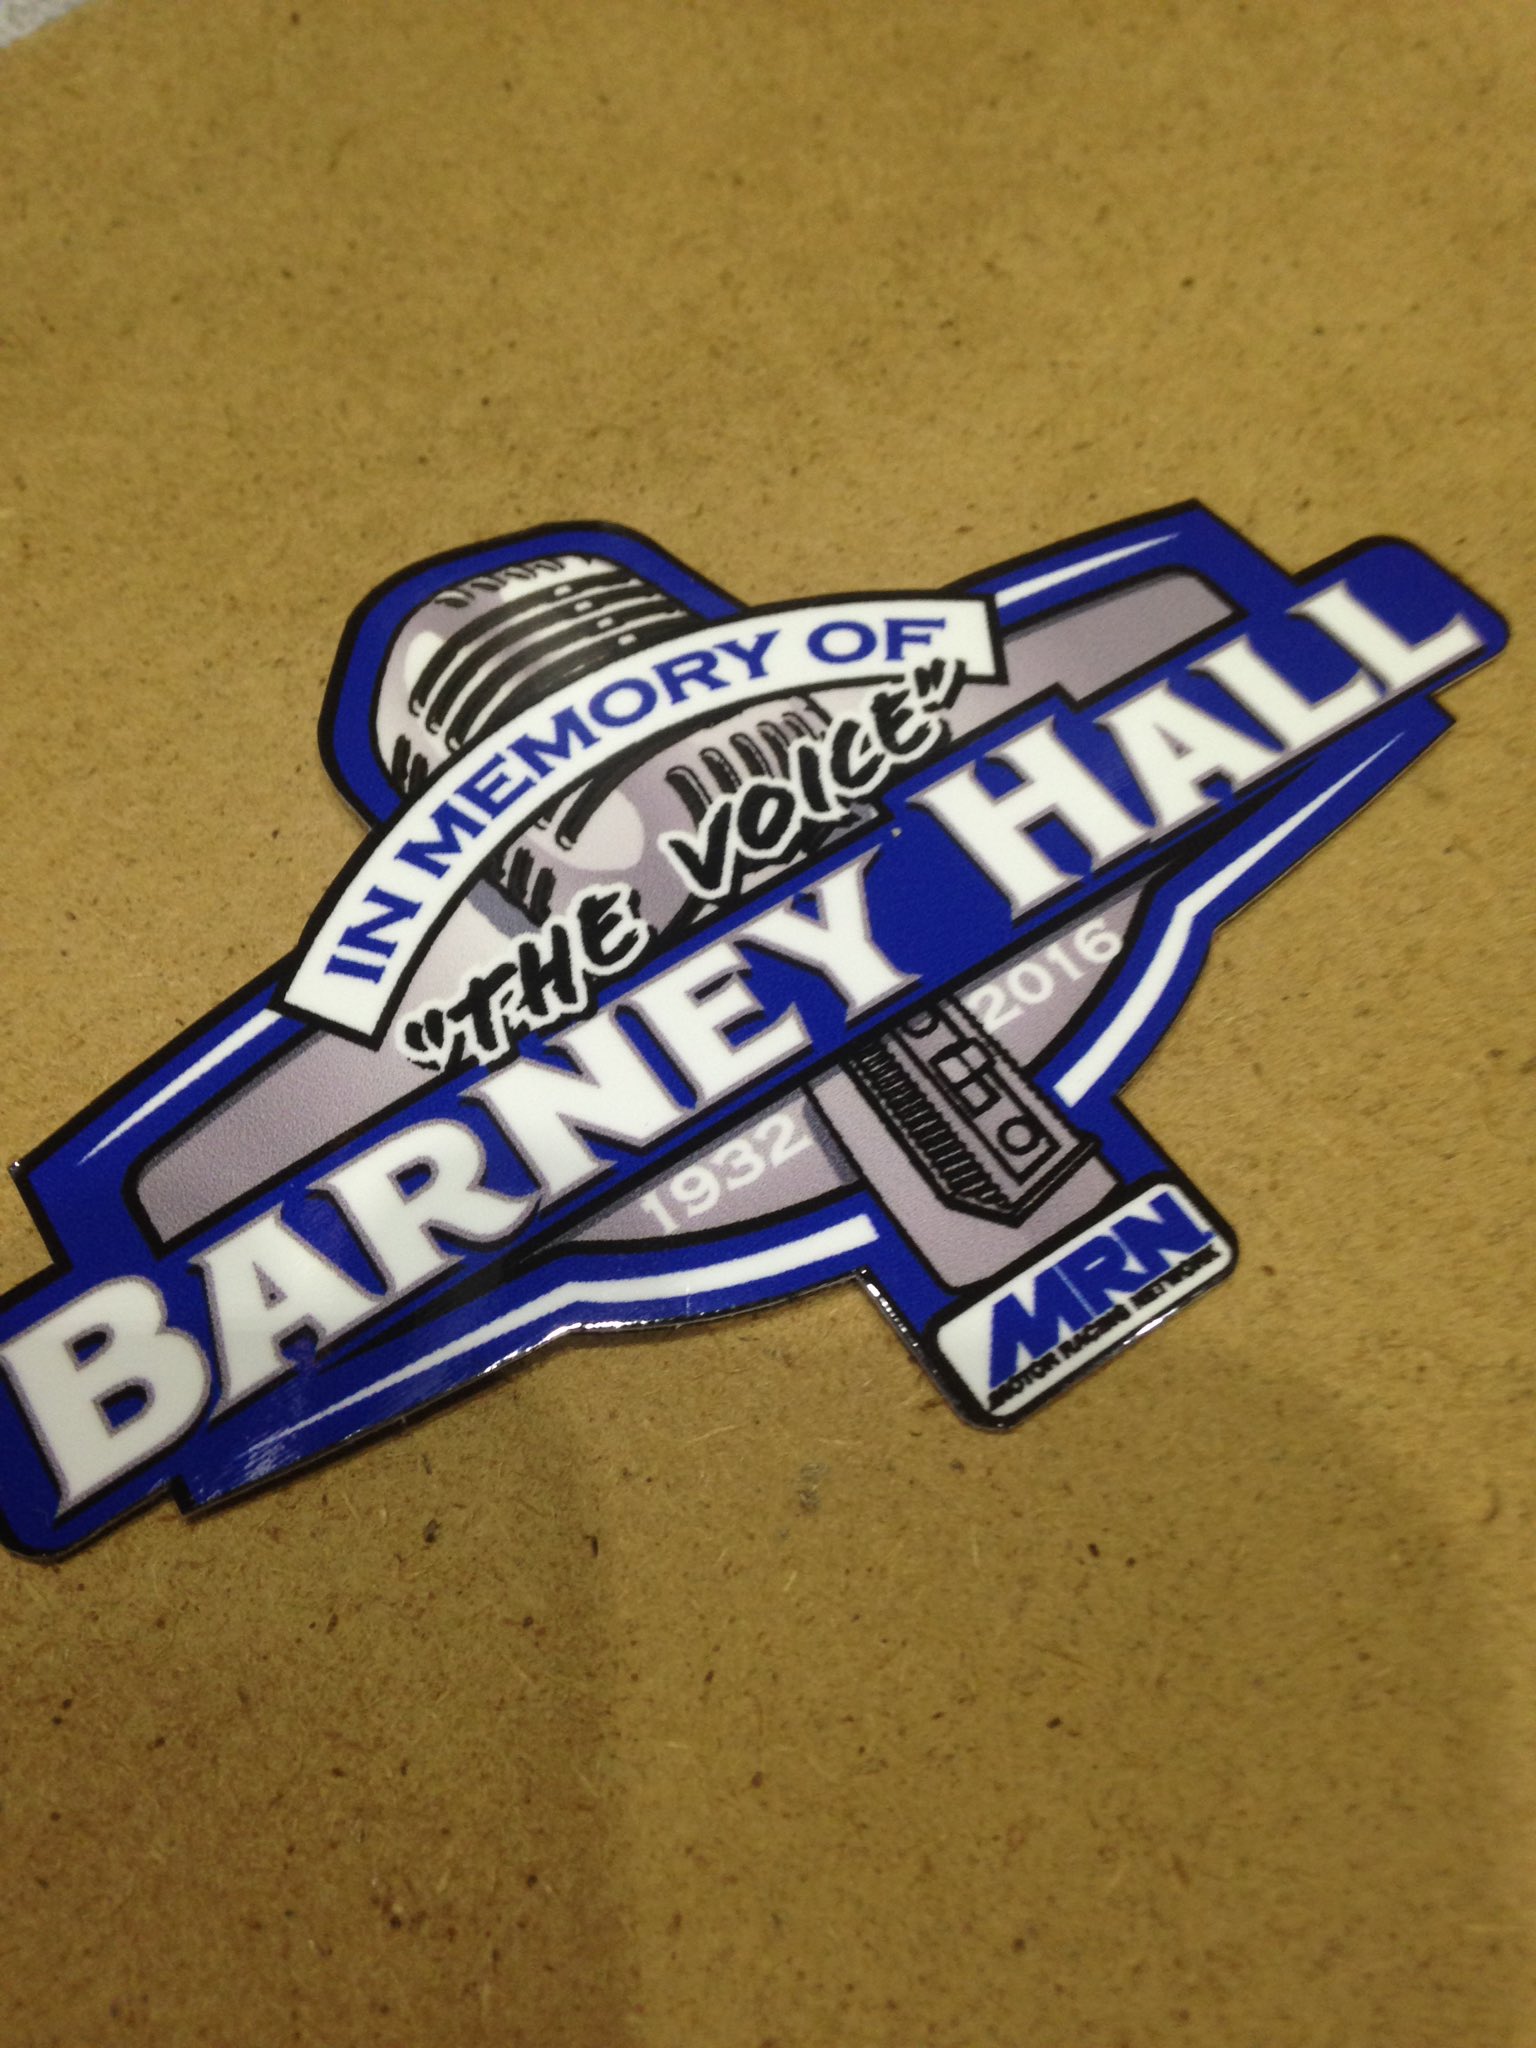 IN MEMORY OF
"THE VOICE"
BARNEY HALL
1932 2016
MRN
MOTOR RACING NETWORK